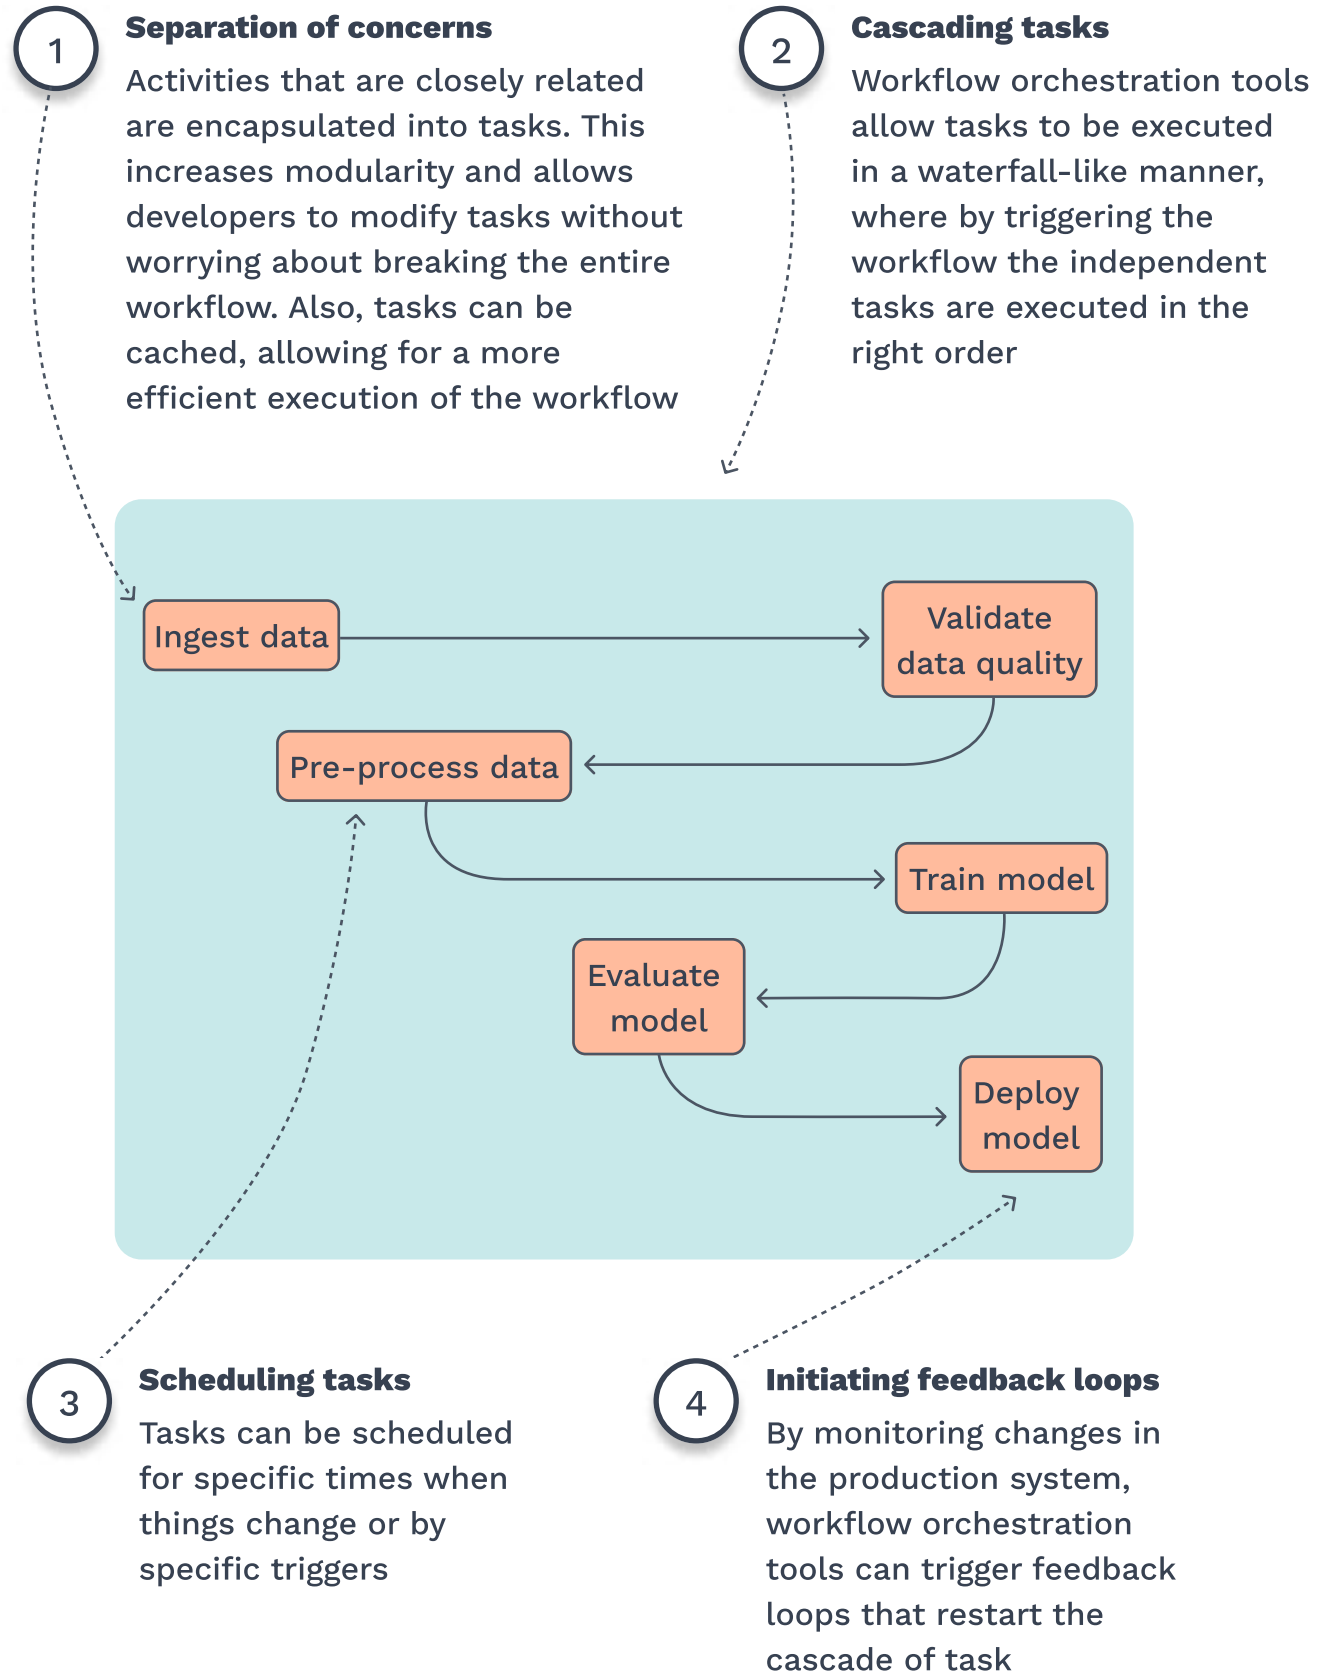 1
Separation of concerns
Activities that are closely related
are encapsulated into tasks. This
increases modularity and allows
developers to modify tasks without
worrying about breaking the entire
workflow. Also, tasks can be
cached, allowing for a more
efficient execution of the workflow
2
Cascading tasks
Workflow orchestration tools
allow tasks to be executed
in a waterfall-like manner,
where by triggering the
workflow the independent
tasks are executed in the
right order
Ingest data
Validate
data quality
Pre-process data
Train model
Evaluate
model
Deploy
model
3
Scheduling tasks
Tasks can be scheduled
for specific times when
things change or by
specific triggers
4
Initiating feedback loops
By monitoring changes in
the production system,
workflow orchestration
tools can trigger feedback
loops that restart the
cascade of task